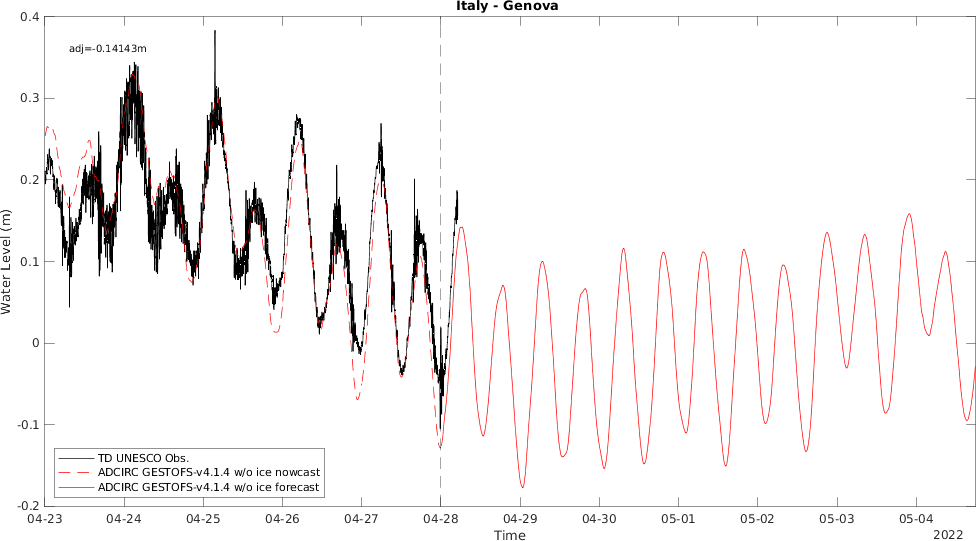 Italy - Genova
adj=-0.14143m
0.4
0.3
0.2
0.1
0
-0.1
-0.2
Water Level (m)
TD UNESCO Obs.
ADCIRC GESTOFS-v4.1.4 w/o ice nowcast
ADCIRC GESTOFS-v4.1.4 w/o ice forecast
04-23 04-24 04-25 04-26 04-27 04-28 04-29 04-30 05-01 05-02 05-03 05-04
Time
2022